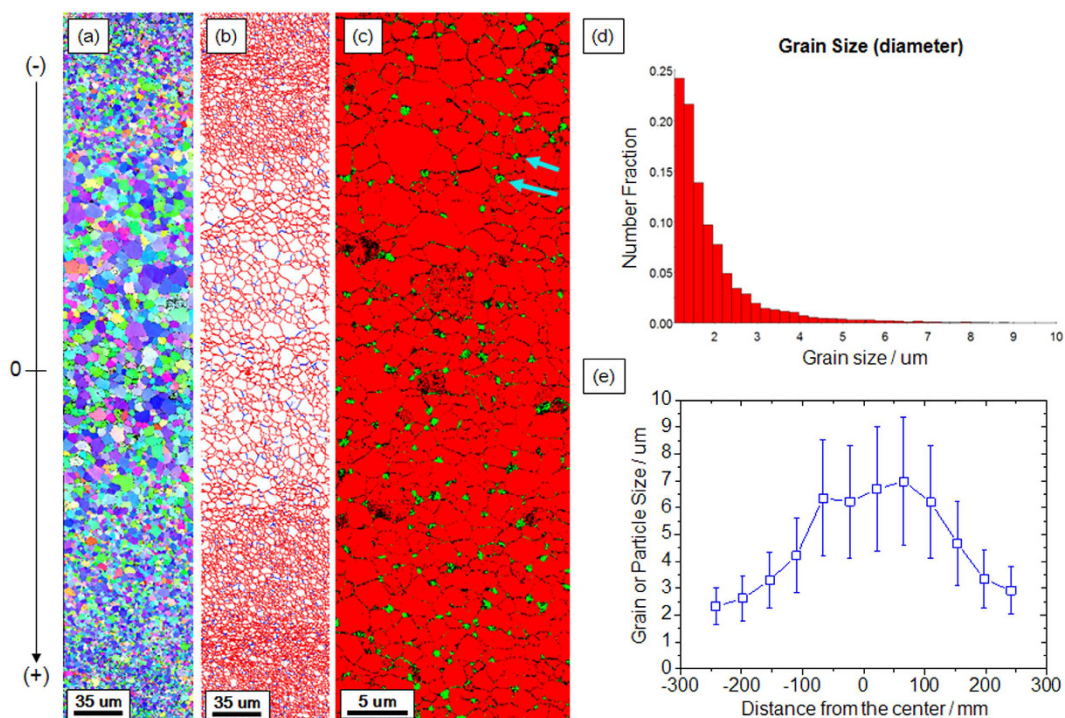 (a)
(b)
(c)
(d)
(-)
0
(+)
35 um
35 um
5 um
Grain Size (diameter)
Number Fraction
0.25
0.20
0.15
0.10
0.05
0.00
2 3 4 5 6 7 8 9 10
Grain size / um
(e)
Grain or Particle Size / um
10
9
8
7
6
5
4
3
2
1
0
-300 -200 -100 0 100 200 300
Distance from the center / mm